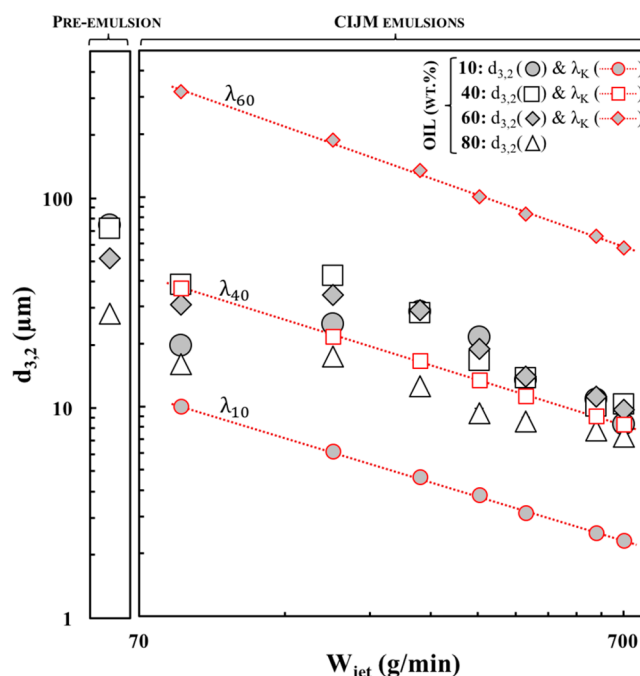 PRE-EMULSION CIJM EMULSIONS
10: d3,2( ) & λK ( )
40: d3,2( ) & λK ( )
60: d3,2( ) & λK ( )
80: d3,2( )
OIL (wt.%)
λ60
λ40
λ10
100
10
1
d3,2 (μm)
70 700
Wjet (g/min)